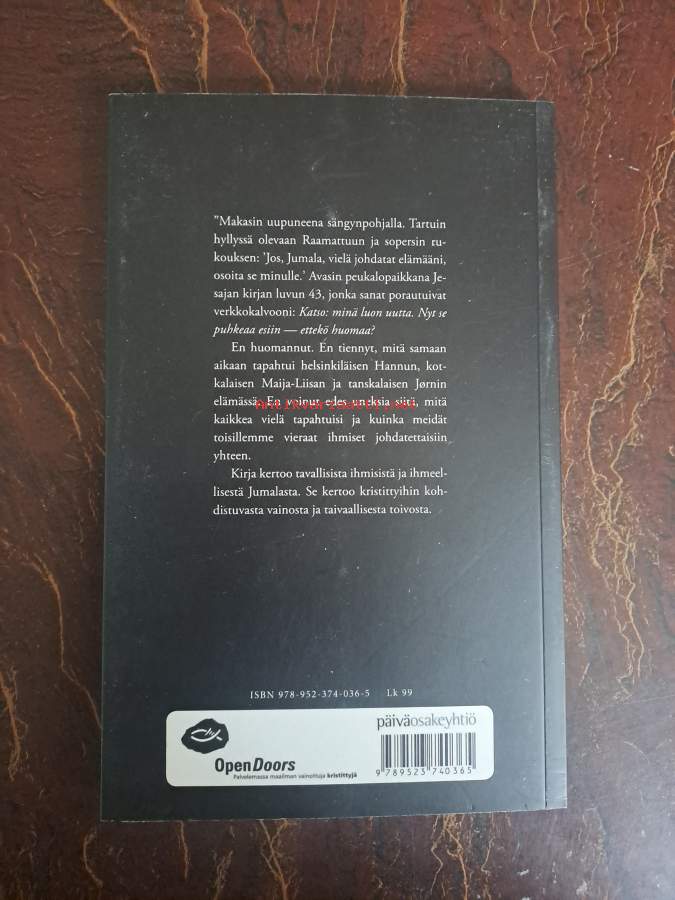 ”Makasin uupuneena sängynpohjalla. Tartuin
hyllyssä olevaan Raamattuun ja sopersin ru-
kouksen: ’Jos, Jumala, vielä johdatat elämääni,
osoita se minulle.’ Avasin peukalopaikkana Je-
sajan kirjan luvun 43, jonka sanat porautuivat
verkkokalvooni: Katso: minä luon uutta. Nyt se
puhkeaa esiin — ettekö huomaa?
En huomannut. En tiennyt, mitä samaan
aikaan tapahtui helsinkiläisen Hannun, kot-
kalaisen Maija-Liisan ja tanskalaisen Jørnin
elämässä. En voinut edes uneksia siitä, mitä
kaikkea vielä tapahtuisi ja kuinka meidät
toisillemme vieraat ihmiset johdatettaisiin
yhteen.
Kirja kertoo tavallisista ihmisistä ja ihmeel-
lisestä Jumalasta. Se kertoo kristittyihin koh-
distuvasta vainosta ja taivaallisesta toivosta.
ISBN 978-952-374-036-5 Lk 99
päiväosakeyhtiö
OpenDoors
Palvelemassa maailman vainottuja kristittyjä
9 789523 740365